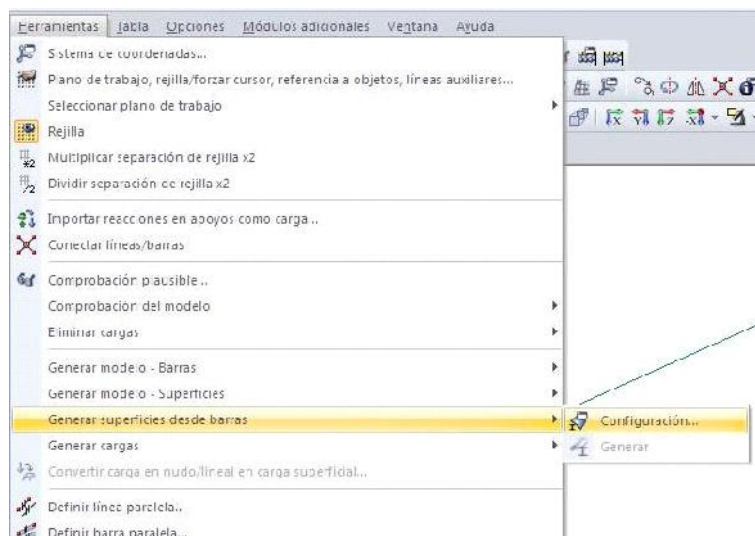 Herramientas Tabla Opciones Módulos adicionales Ventana Ayuda
Sistema de coordenadas...
Plano de trabajo, rejilla/forzar cursor, referencia a objetos, líneas auxiliares...
Seleccionar plano de trabajo
Rejilla
Multiplicar separación de rejilla x2
Dividir separación de rejilla x2
Importar reacciones en apoyos como carga...
Conectar líneas/barras
Comprobación plausible...
Comprobación del modelo
Eliminar cargas
Generar modelo - Barras
Generar modelo - Superficies
Generar superficies desde barras
Configuración...
Generar cargas
Generar
Convertir carga en nudo/lineal en carga superficial...
Definir línea paralela...
Definir barra paralela...